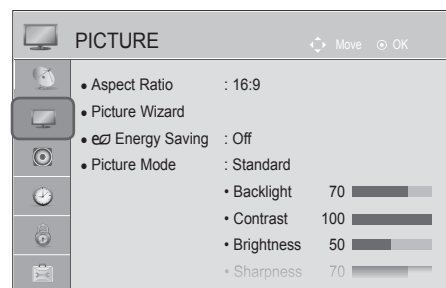 PICTURE Move OK
• Aspect Ratio : 16:9
• Picture Wizard
• Energy Saving : Off
• Picture Mode : Standard
• Backlight 70
• Contrast 100
• Brightness 50
• Sharpness 70